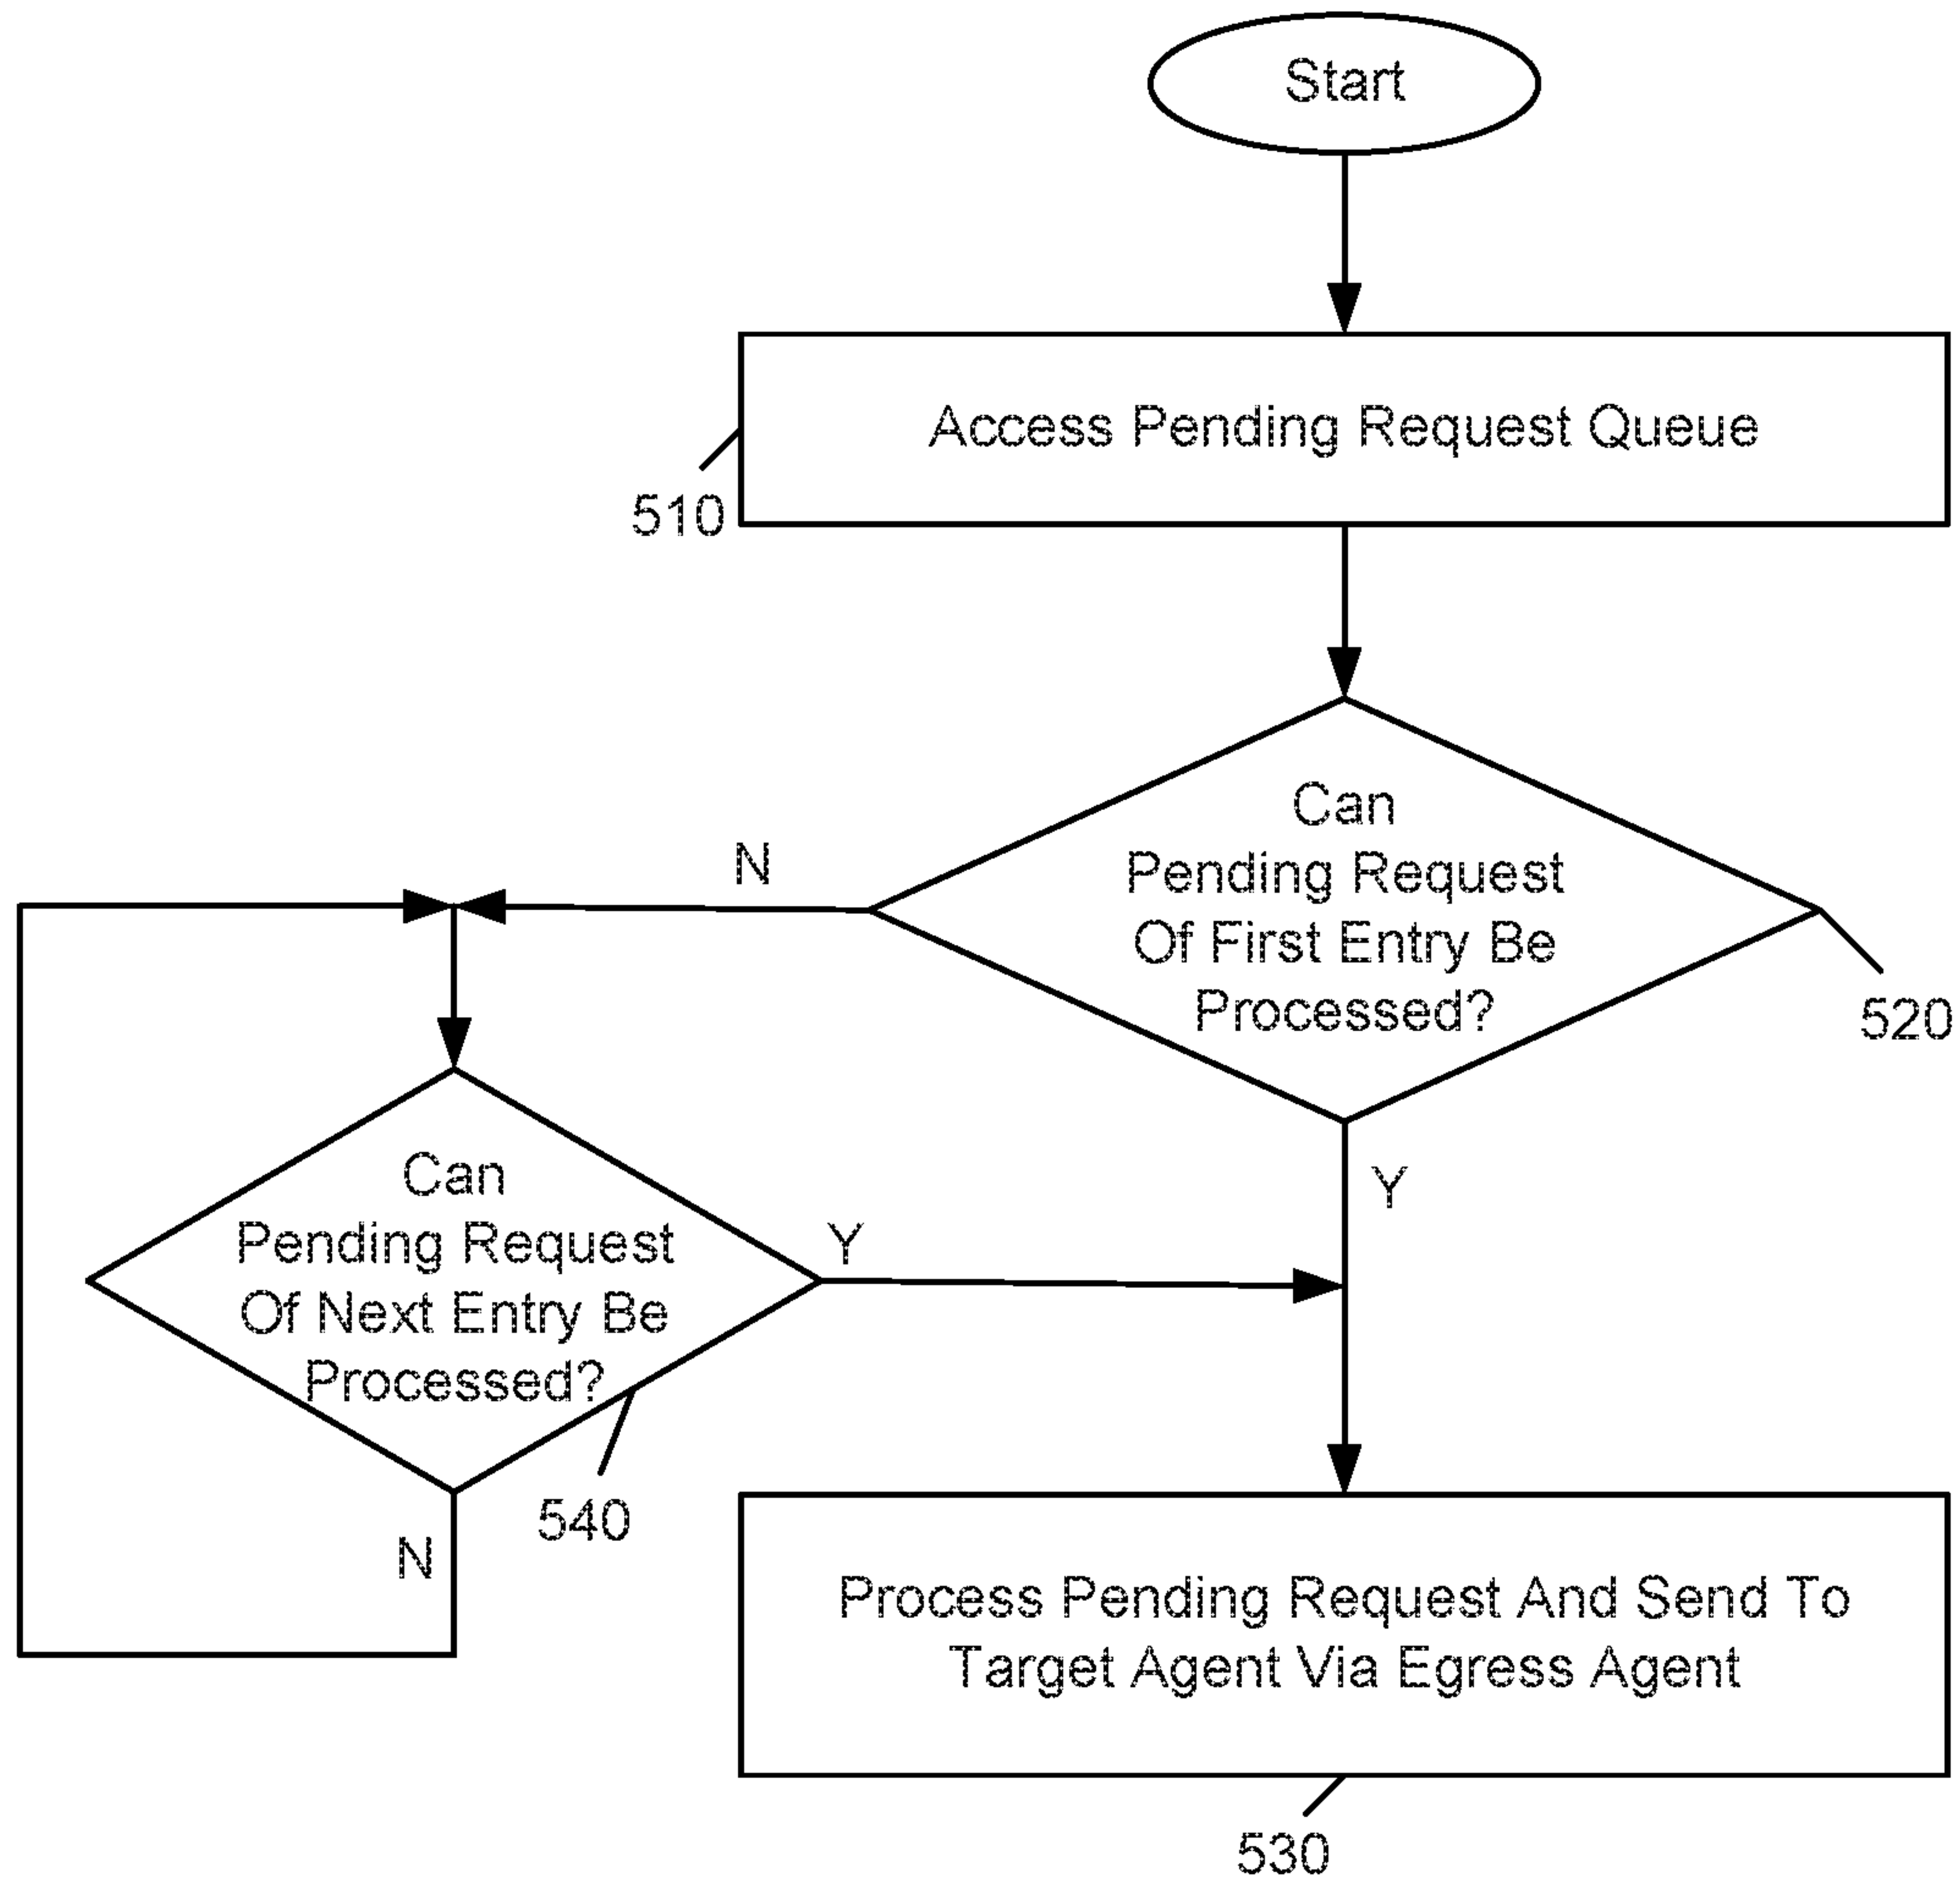 Start
Access Pending Request Queue
510
Can
Pending Request
Of First Entry Be
Processed?
520
N
Y
Can
Pending Request
Of Next Entry Be
Processed?
540
Y
N
Process Pending Request And Send To
Target Agent Via Egress Agent
530